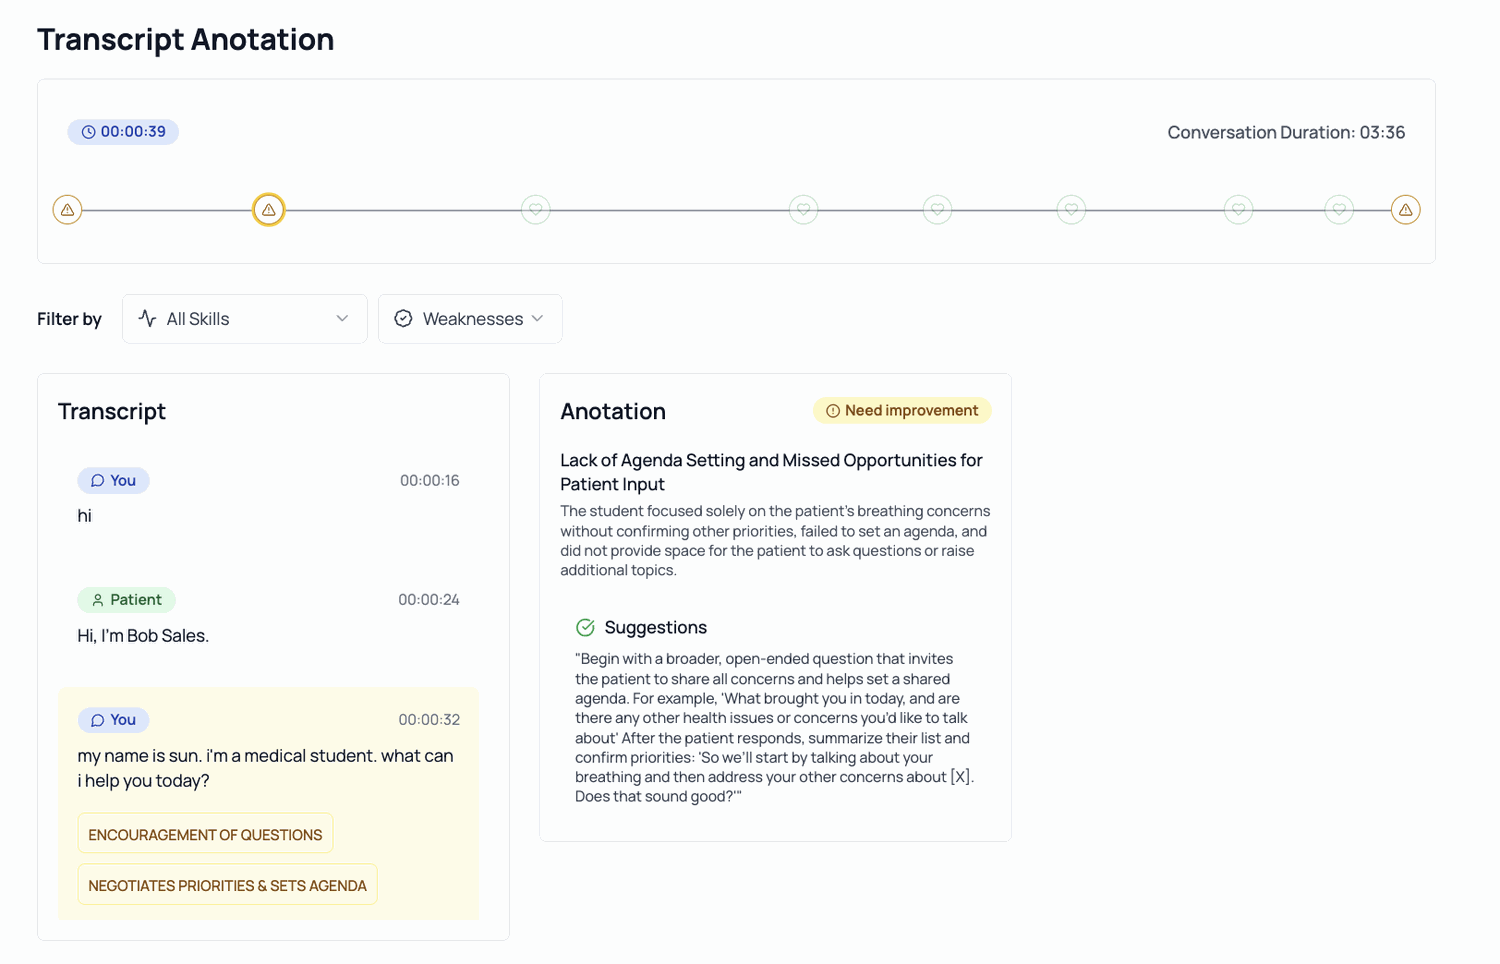 Transcript Anotation
00:00:39
Conversation Duration: 03:36
Filter by
All Skills
Weaknesses
Transcript
You
00:00:16
hi
Patient
00:00:24
Hi, I'm Bob Sales.
You
00:00:32
my name is sun. i'm a medical student. what can
i help you today?
ENCOURAGEMENT OF QUESTIONS
NEGOTIATES PRIORITIES & SETS AGENDA
Anotation
Need improvement
Lack of Agenda Setting and Missed Opportunities for
Patient Input
The student focused solely on the patient's breathing concerns
without confirming other priorities, failed to set an agenda, and
did not provide space for the patient to ask questions or raise
additional topics.
Suggestions
"Begin with a broader, open-ended question that invites
the patient to share all concerns and helps set a shared
agenda. For example, 'What brought you in today, and are
there any other health issues or concerns you'd like to talk
about' After the patient responds, summarize their list and
confirm priorities: 'So we'll start by talking about your
breathing and then address your other concerns about [X].
Does that sound good?'"